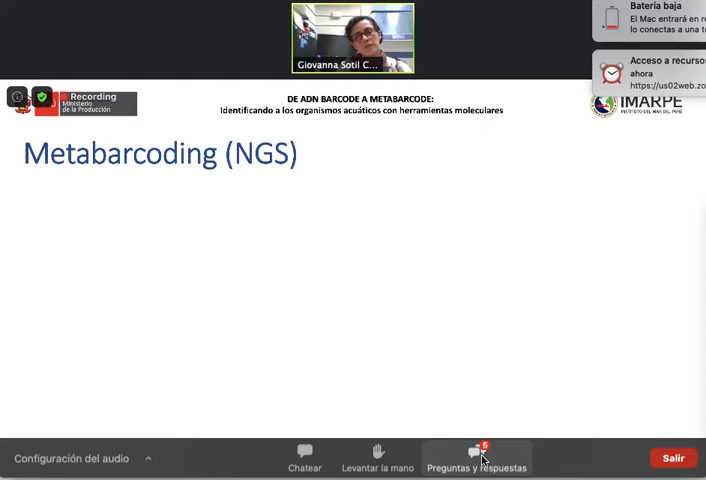 Batería baja
El Mac entrará en
lo conectas a una
Giovanna Sotil C...
Acceso a recurso
ahora
https://us02web.zo
Recording
Ministerio
de la Producción
DE ADN BARCODE A METABARCODE:
Identificando a los organismos acuáticos con herramientas moleculares
IMARPE
INSTITUTO DEL MAR DEL PERÚ
Metabarcoding (NGS)
5
Configuración del audio
Chatear
Levantar la mano
Preguntas y respuestas
Salir